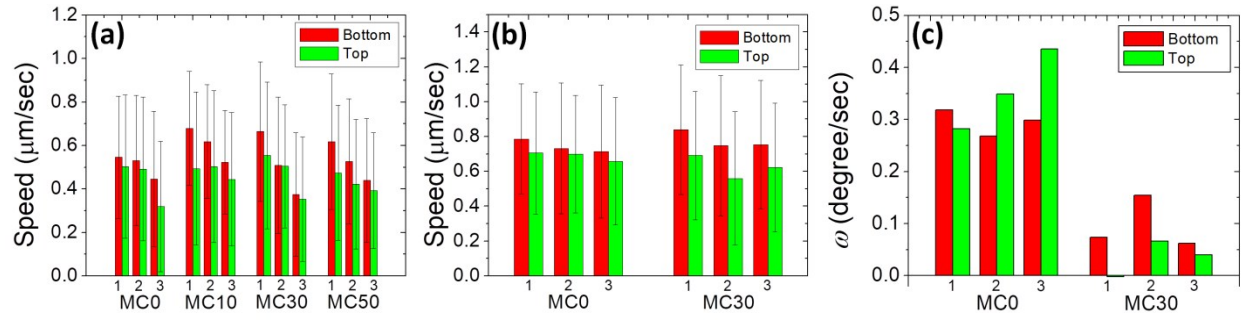 (a)
Bottom
Top
Speed (μm/sec)
1.2
1.0
0.8
0.6
0.4
0.2
0.0
1 2 3 1 2 3 1 2 3 1 2 3
MC0 MC10 MC30 MC50
(b)
Bottom
Top
Speed (μm/sec)
1.4
1.2
1.0
0.8
0.6
0.4
0.2
0.0
1 2 3 1 2 3
MC0 MC30
(c)
Bottom
Top
ω (degree/sec)
0.5
0.4
0.3
0.2
0.1
0.0
1 2 3 1 2 3
MC0 MC30